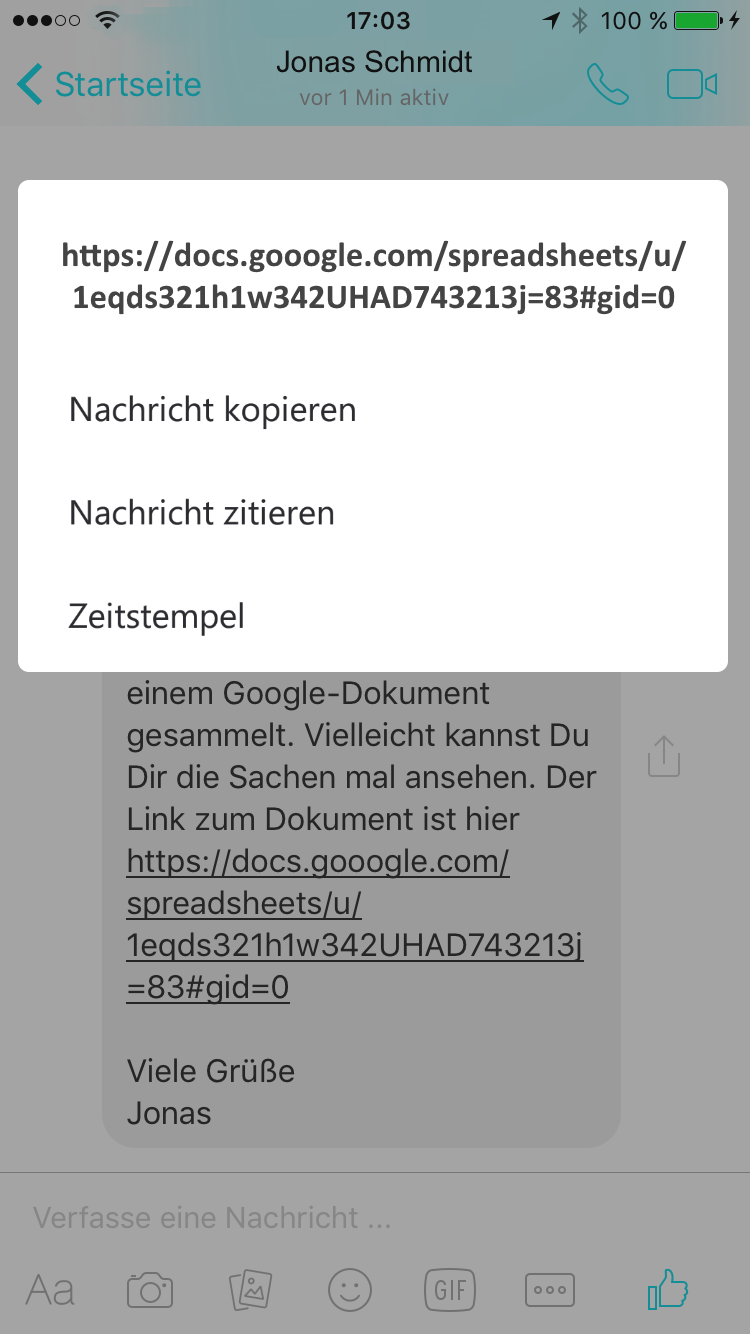 17:03
100 %
Startseite
Jonas Schmidt
vor 1 Min aktiv
https://docs.gooogle.com/spreadsheets/u/
1eqds321h1w342UHAD743213j=83#gid=0
Nachricht kopieren
Nachricht zitieren
Zeitstempel
einem Google-Dokument
gesammelt. Vielleicht kannst Du
Dir die Sachen mal ansehen. Der
Link zum Dokument ist hier
https://docs.gooogle.com/
spreadsheets/u/
1eqds321h1w342UHAD743213j
=83#gid=0
Viele Grüße
Jonas
Verfasse eine Nachricht ...
Aa
GIF